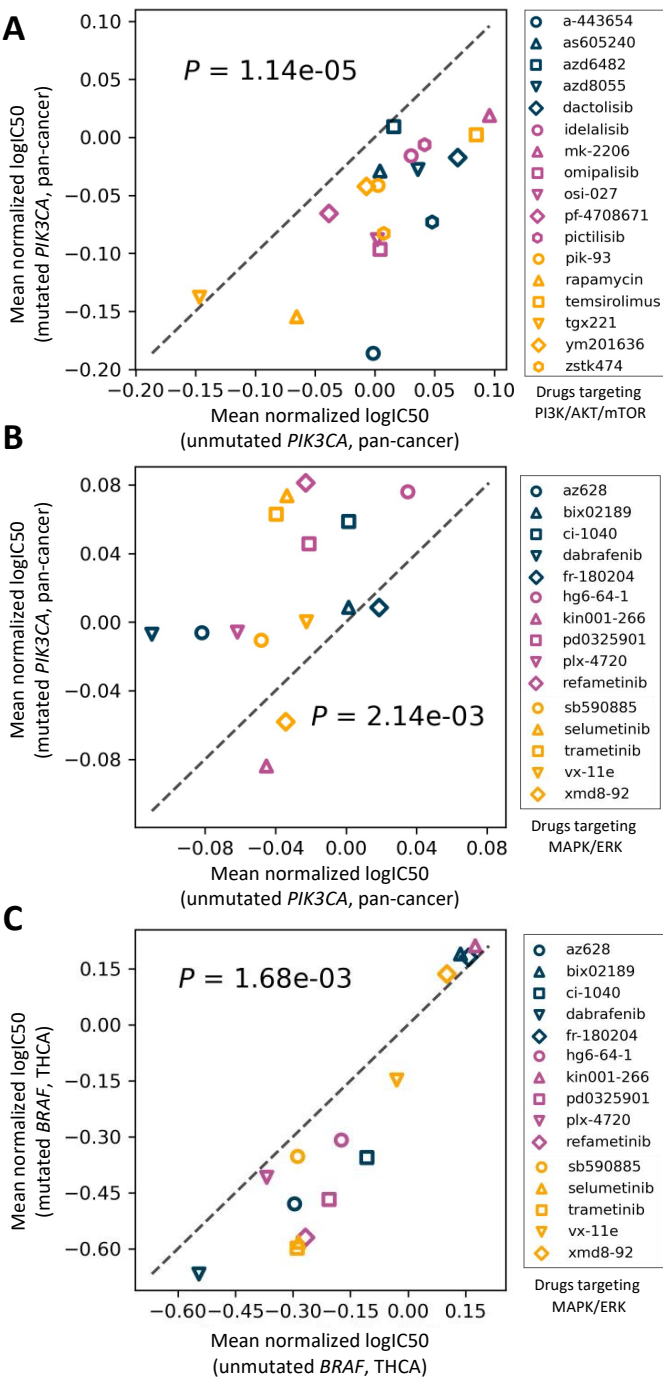 A
0.10
0.05
0.00
−0.05
−0.10
−0.15
−0.20
Mean normalized logIC50
(mutated PIK3CA, pan-cancer)
P = 1.14e-05
−0.20 −0.15 −0.10 −0.05 0.00 0.05 0.10
Mean normalized logIC50
(unmutated PIK3CA, pan-cancer)
a-443654
as605240
azd6482
azd8055
dactolisib
idelalisib
mk-2206
omipalisib
osi-027
pf-4708671
pictilisib
pik-93
rapamycin
temsirolimus
tgx221
ym201636
zstk474
Drugs targeting
PI3K/AKT/mTOR
B
0.08
0.04
0.00
−0.04
−0.08
Mean normalized logIC50
(mutated PIK3CA, pan-cancer)
P = 2.14e-03
−0.08 −0.04 0.00 0.04 0.08
Mean normalized logIC50
(unmutated PIK3CA, pan-cancer)
az628
bix02189
ci-1040
dabrafenib
fr-180204
hg6-64-1
kin001-266
pd0325901
plx-4720
refametinib
sb590885
selumetinib
trametinib
vx-11e
xmd8-92
Drugs targeting
MAPK/ERK
C
0.15
0.00
−0.15
−0.30
−0.45
−0.60
Mean normalized logIC50
(mutated BRAF, THCA)
P = 1.68e-03
−0.60 −0.45 −0.30 −0.15 0.00 0.15
Mean normalized logIC50
(unmutated BRAF, THCA)
az628
bix02189
ci-1040
dabrafenib
fr-180204
hg6-64-1
kin001-266
pd0325901
plx-4720
refametinib
sb590885
selumetinib
trametinib
vx-11e
xmd8-92
Drugs targeting
MAPK/ERK